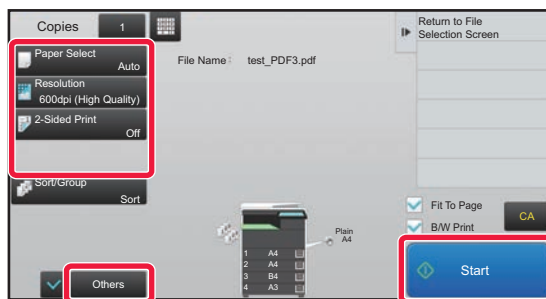 Copies 1
Return to File
Selection Screen
Paper Select
Auto
File Name : test_PDF3.pdf
Resolution
600dpi (High Quality)
2-Sided Print
Off
Sort/Group
Sort
Fit To Page
CA
B/W Print
Plain
A4
1 A4
2 A4
3 B4
4 A3
Others
Start